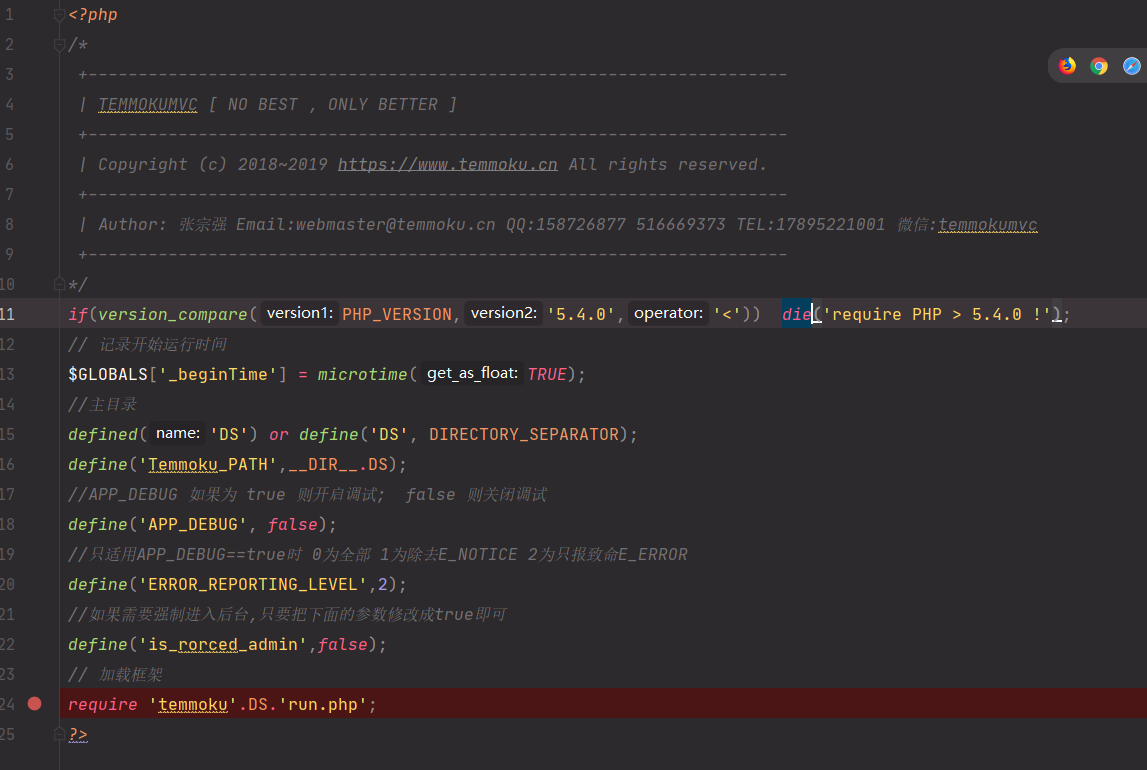 1 <?php
2 /*
3 +----------------------------------------------------------------------
4 | TEMMOKUMVC [ NO BEST , ONLY BETTER ]
5 +----------------------------------------------------------------------
6 | Copyright (c) 2018~2019 https://www.temmoku.cn All rights reserved.
7 +----------------------------------------------------------------------
8 | Author: 张宗强 Email:webmaster@temmoku.cn QQ:158726877 516669373 TEL:17895221001 微信:temmokumvc
9 +----------------------------------------------------------------------
10 */
11 if(version_compare( version1: PHP_VERSION, version2: '5.4.0', operator: '<')) die('require PHP > 5.4.0 !');
12 // 记录开始运行时间
13 $GLOBALS['_beginTime'] = microtime( get_as_float: TRUE);
14 //主目录
15 defined( name: 'DS') or define('DS', DIRECTORY_SEPARATOR);
16 define('Temmoku_PATH',__DIR__.DS);
17 //APP_DEBUG 如果为 true 则开启调试; false 则关闭调试
18 define('APP_DEBUG', false);
19 //只适用APP_DEBUG==true时 0为全部 1为除去E_NOTICE 2为只报致命E_ERROR
20 define('ERROR_REPORTING_LEVEL',2);
21 //如果需要强制进入后台,只要把下面的参数修改成true即可
22 define('is_rorced_admin',false);
23 // 加载框架
24 require 'temmoku'.DS.'run.php';
25 ?>